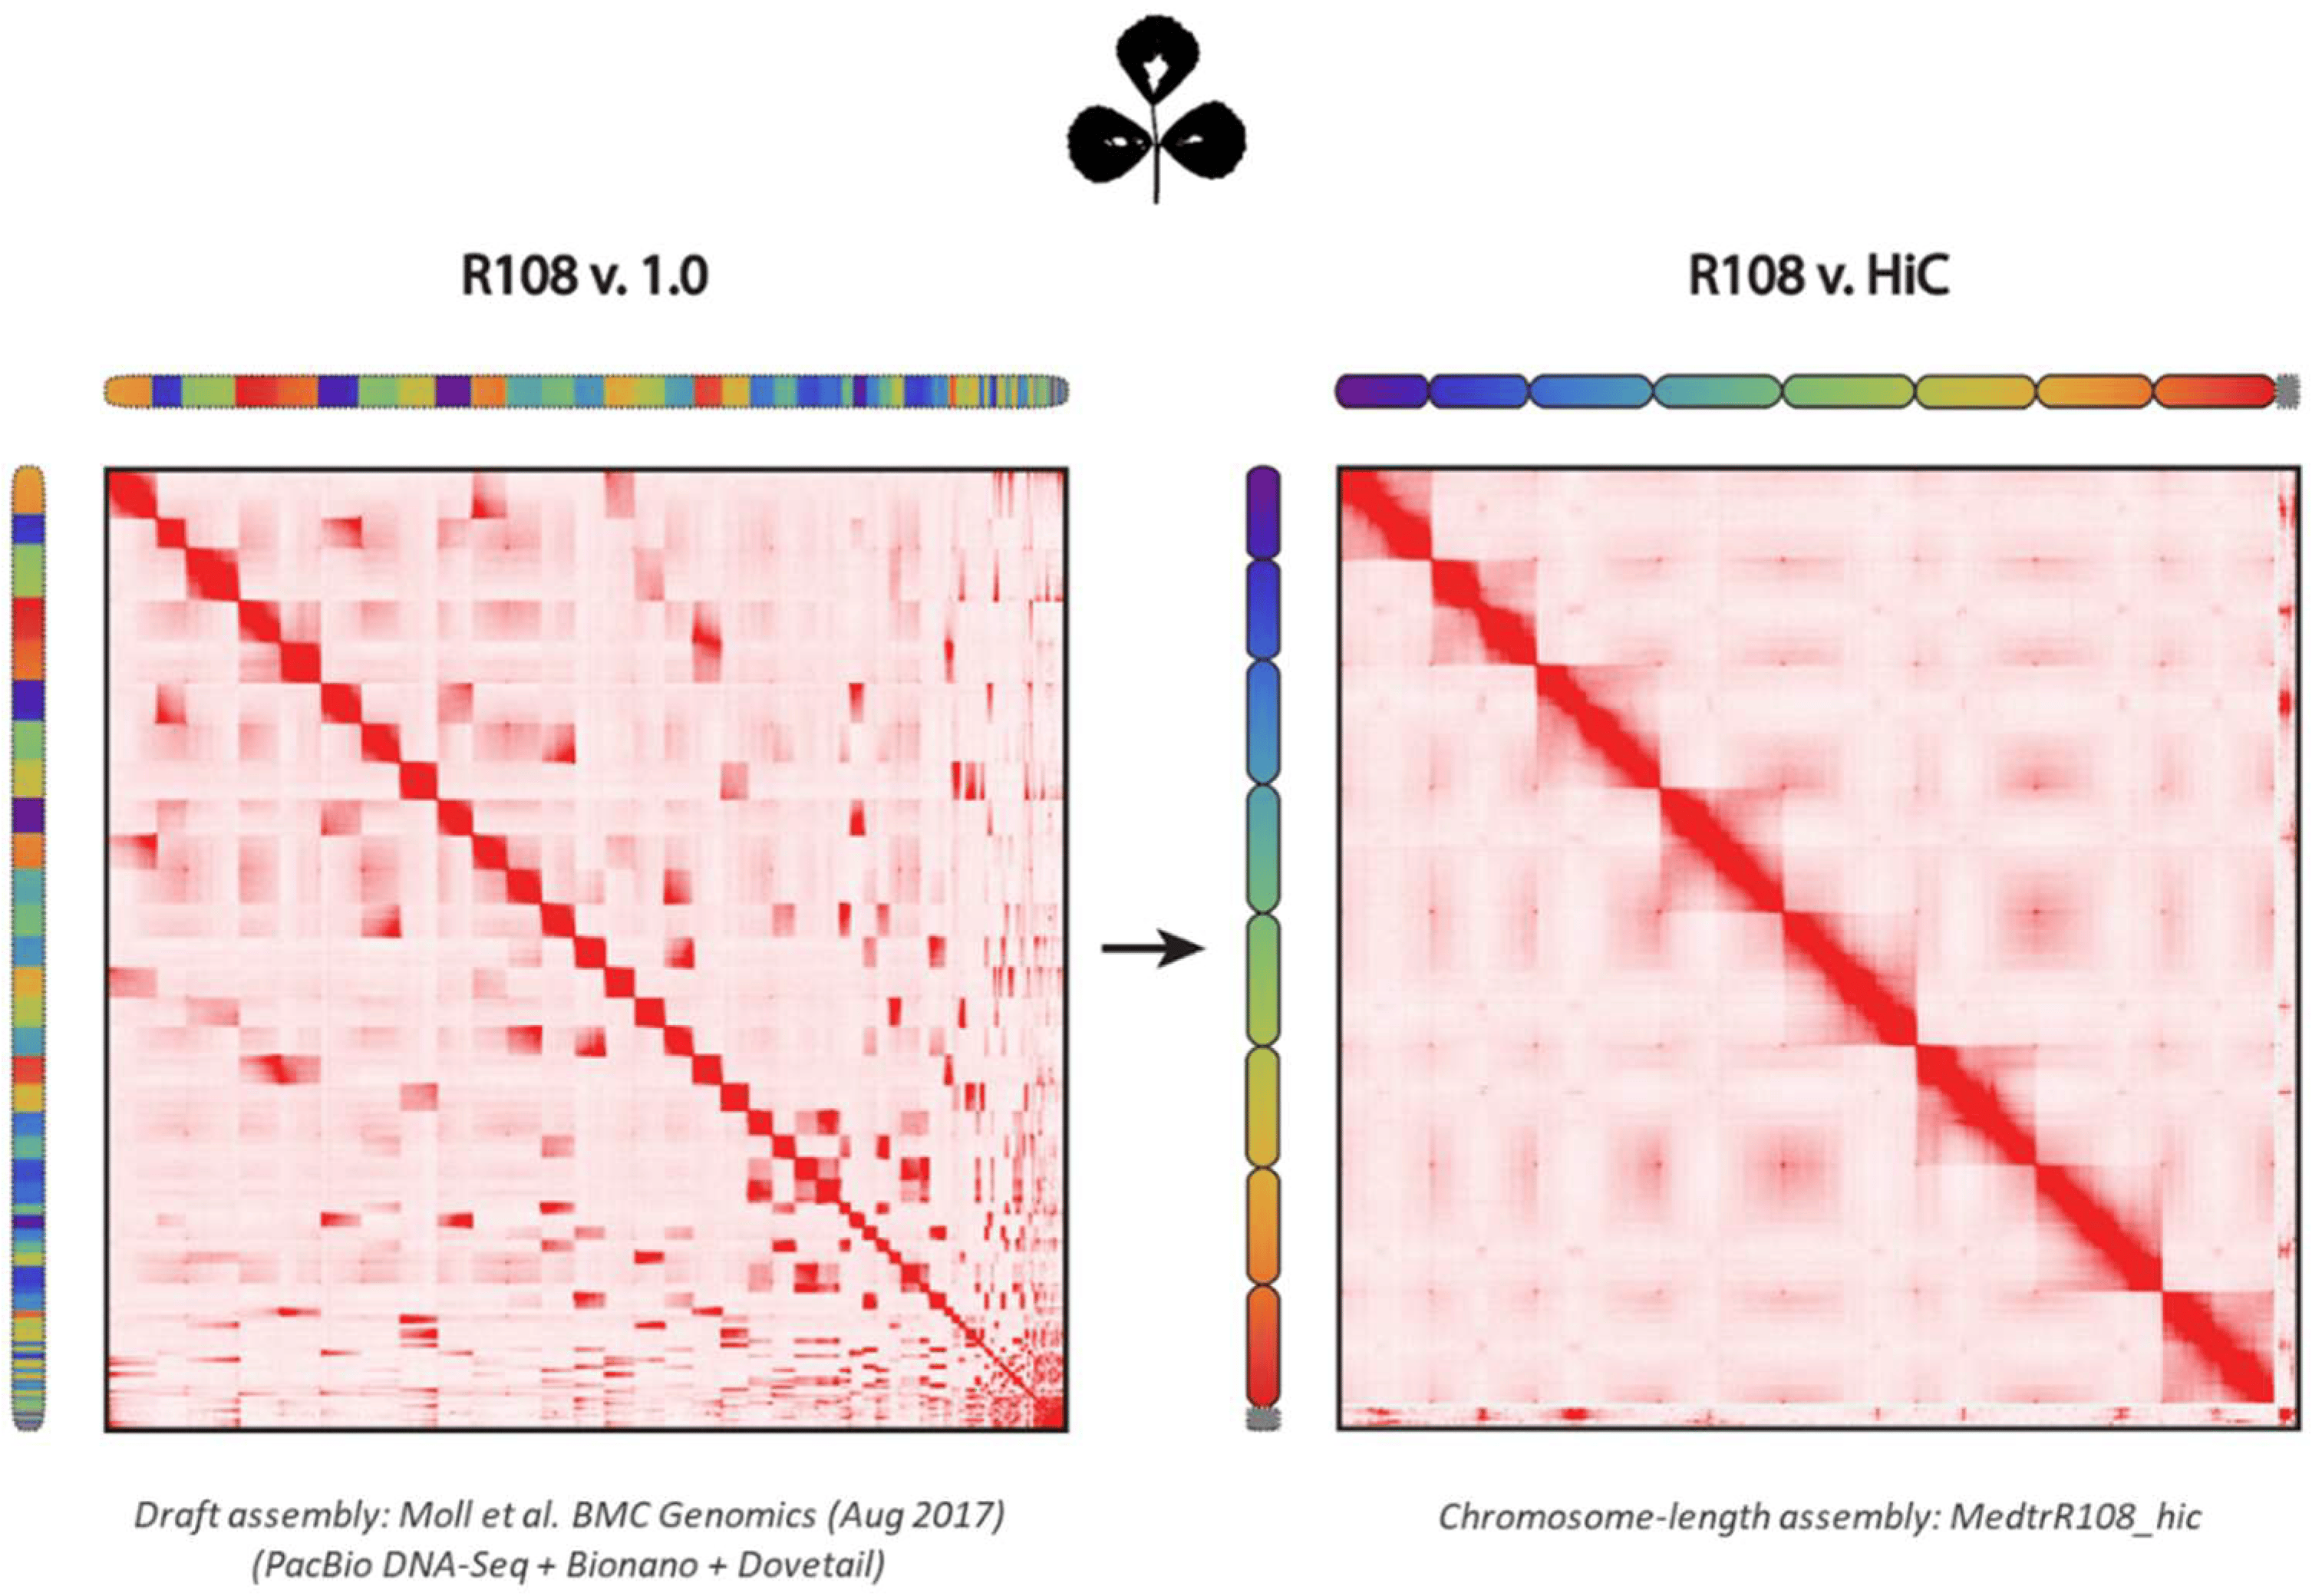 R108 v. 1.0
R108 v. HiC
Draft assembly: Moll et al. BMC Genomics (Aug 2017)
(PacBio DNA-Seq + Bionano + Dovetail)
Chromosome-length assembly: MedtrR108_hic